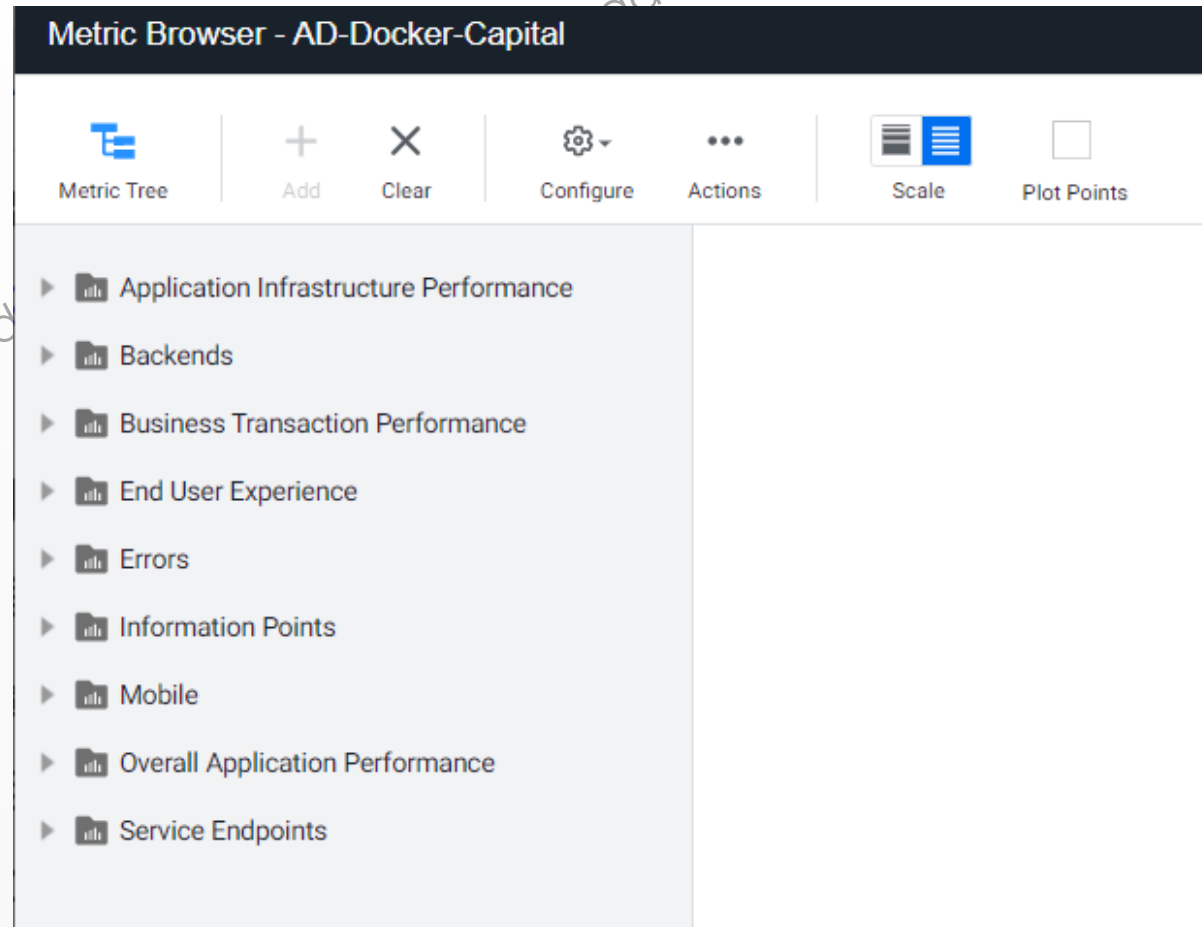 Metric Browser - AD-Docker-Capital
Metric Tree
Add
Clear
Configure
Actions
Scale
Plot Points
Application Infrastructure Performance
Backends
Business Transaction Performance
End User Experience
Errors
Information Points
Mobile
Overall Application Performance
Service Endpoints